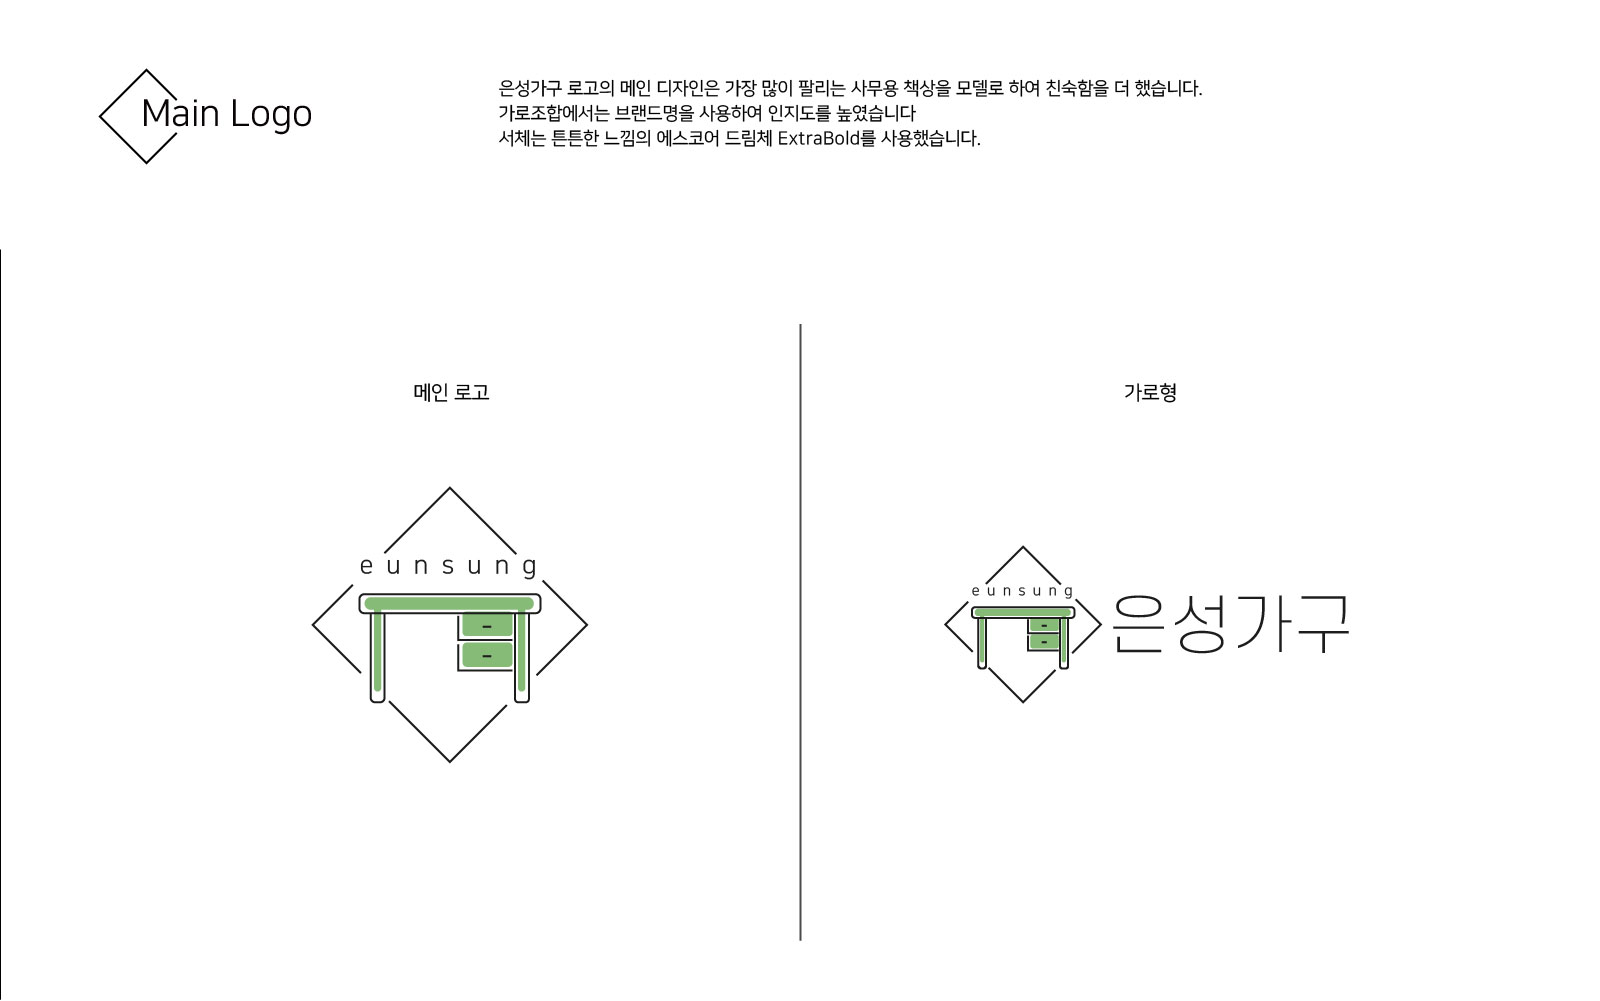 Main Logo
은성가구 로고의 메인 디자인은 가장 많이 팔리는 사무용 책상을 모델로 하여 친숙함을 더 했습니다.
가로조합에서는 브랜드명을 사용하여 인지도를 높였습니다
서체는 튼튼한 느낌의 에스코어 드림체 ExtraBold를 사용했습니다.
메인 로고
가로형
eunsung
eunsung
은성가구